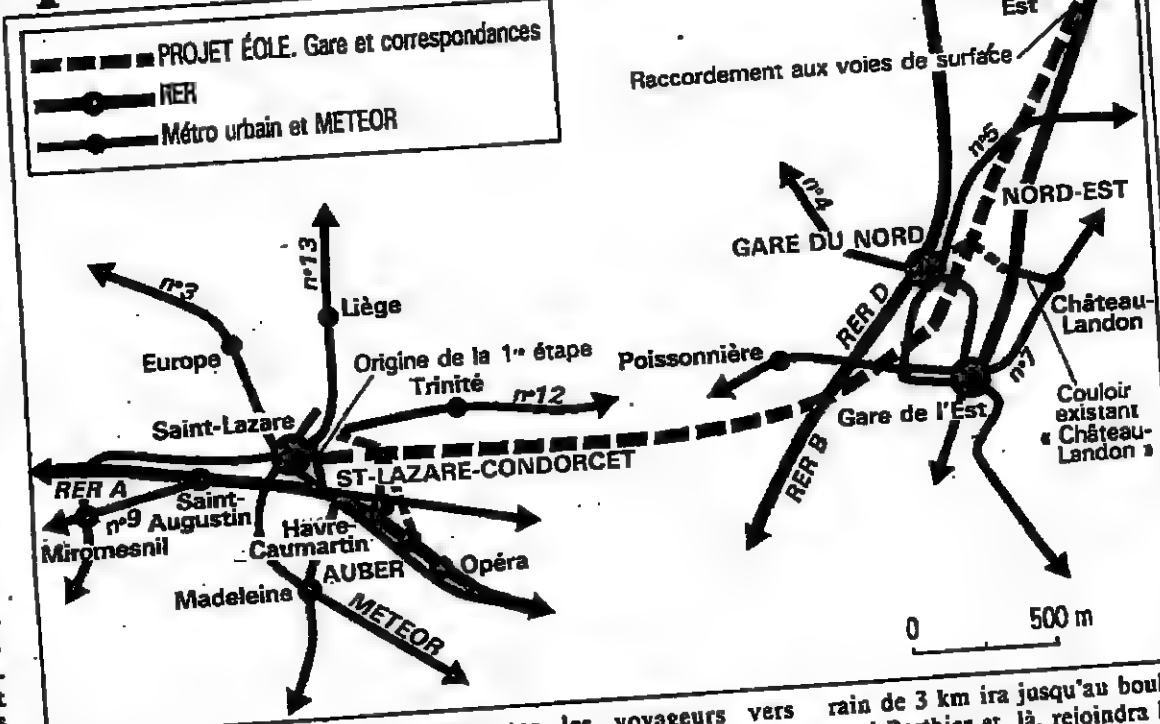 PROJET ÉOLE. Gare et correspondances
RER
Métro urbain et METEOR
Est
Raccordement aux voies de surface
n°5
n°4
NORD-EST
GARE DU NORD
n°13
n°3
Liège
RER D
Château-
Landon
Europe
Origine de la 1re étape
Poissonnière
n°7
Trinité
n°12
Couloir
existant
« Château-
Landon »
Gare de l'Est
Saint-Lazare
ST-LAZARE-CONDORCET
RER B
RER A
Saint-
Augustin
n°9
Miromesnil
Havre-
Caumartin
AUBER
Opéra
Madeleine
METEOR
0 500 m
les voyageurs vers
rain de 3 km ira jusqu'au
là, rejoindra